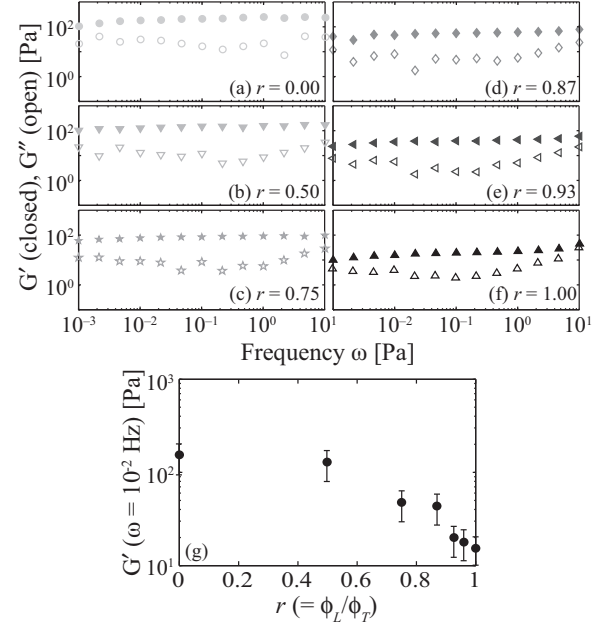 G′ (closed), G″ (open) [Pa]
10²
10⁰
(a) r = 0.00
(d) r = 0.87
10²
10⁰
(b) r = 0.50
(e) r = 0.93
10²
10⁰
(c) r = 0.75
(f) r = 1.00
10⁻³ 10⁻² 10⁻¹ 10⁰ 10¹ 10⁻² 10⁻¹ 10⁰ 10¹
Frequency ω [Pa]
G′ (ω = 10⁻² Hz) [Pa]
10³
10²
10¹
(g)
0 0.2 0.4 0.6 0.8 1
r (= ϕL/ϕT)